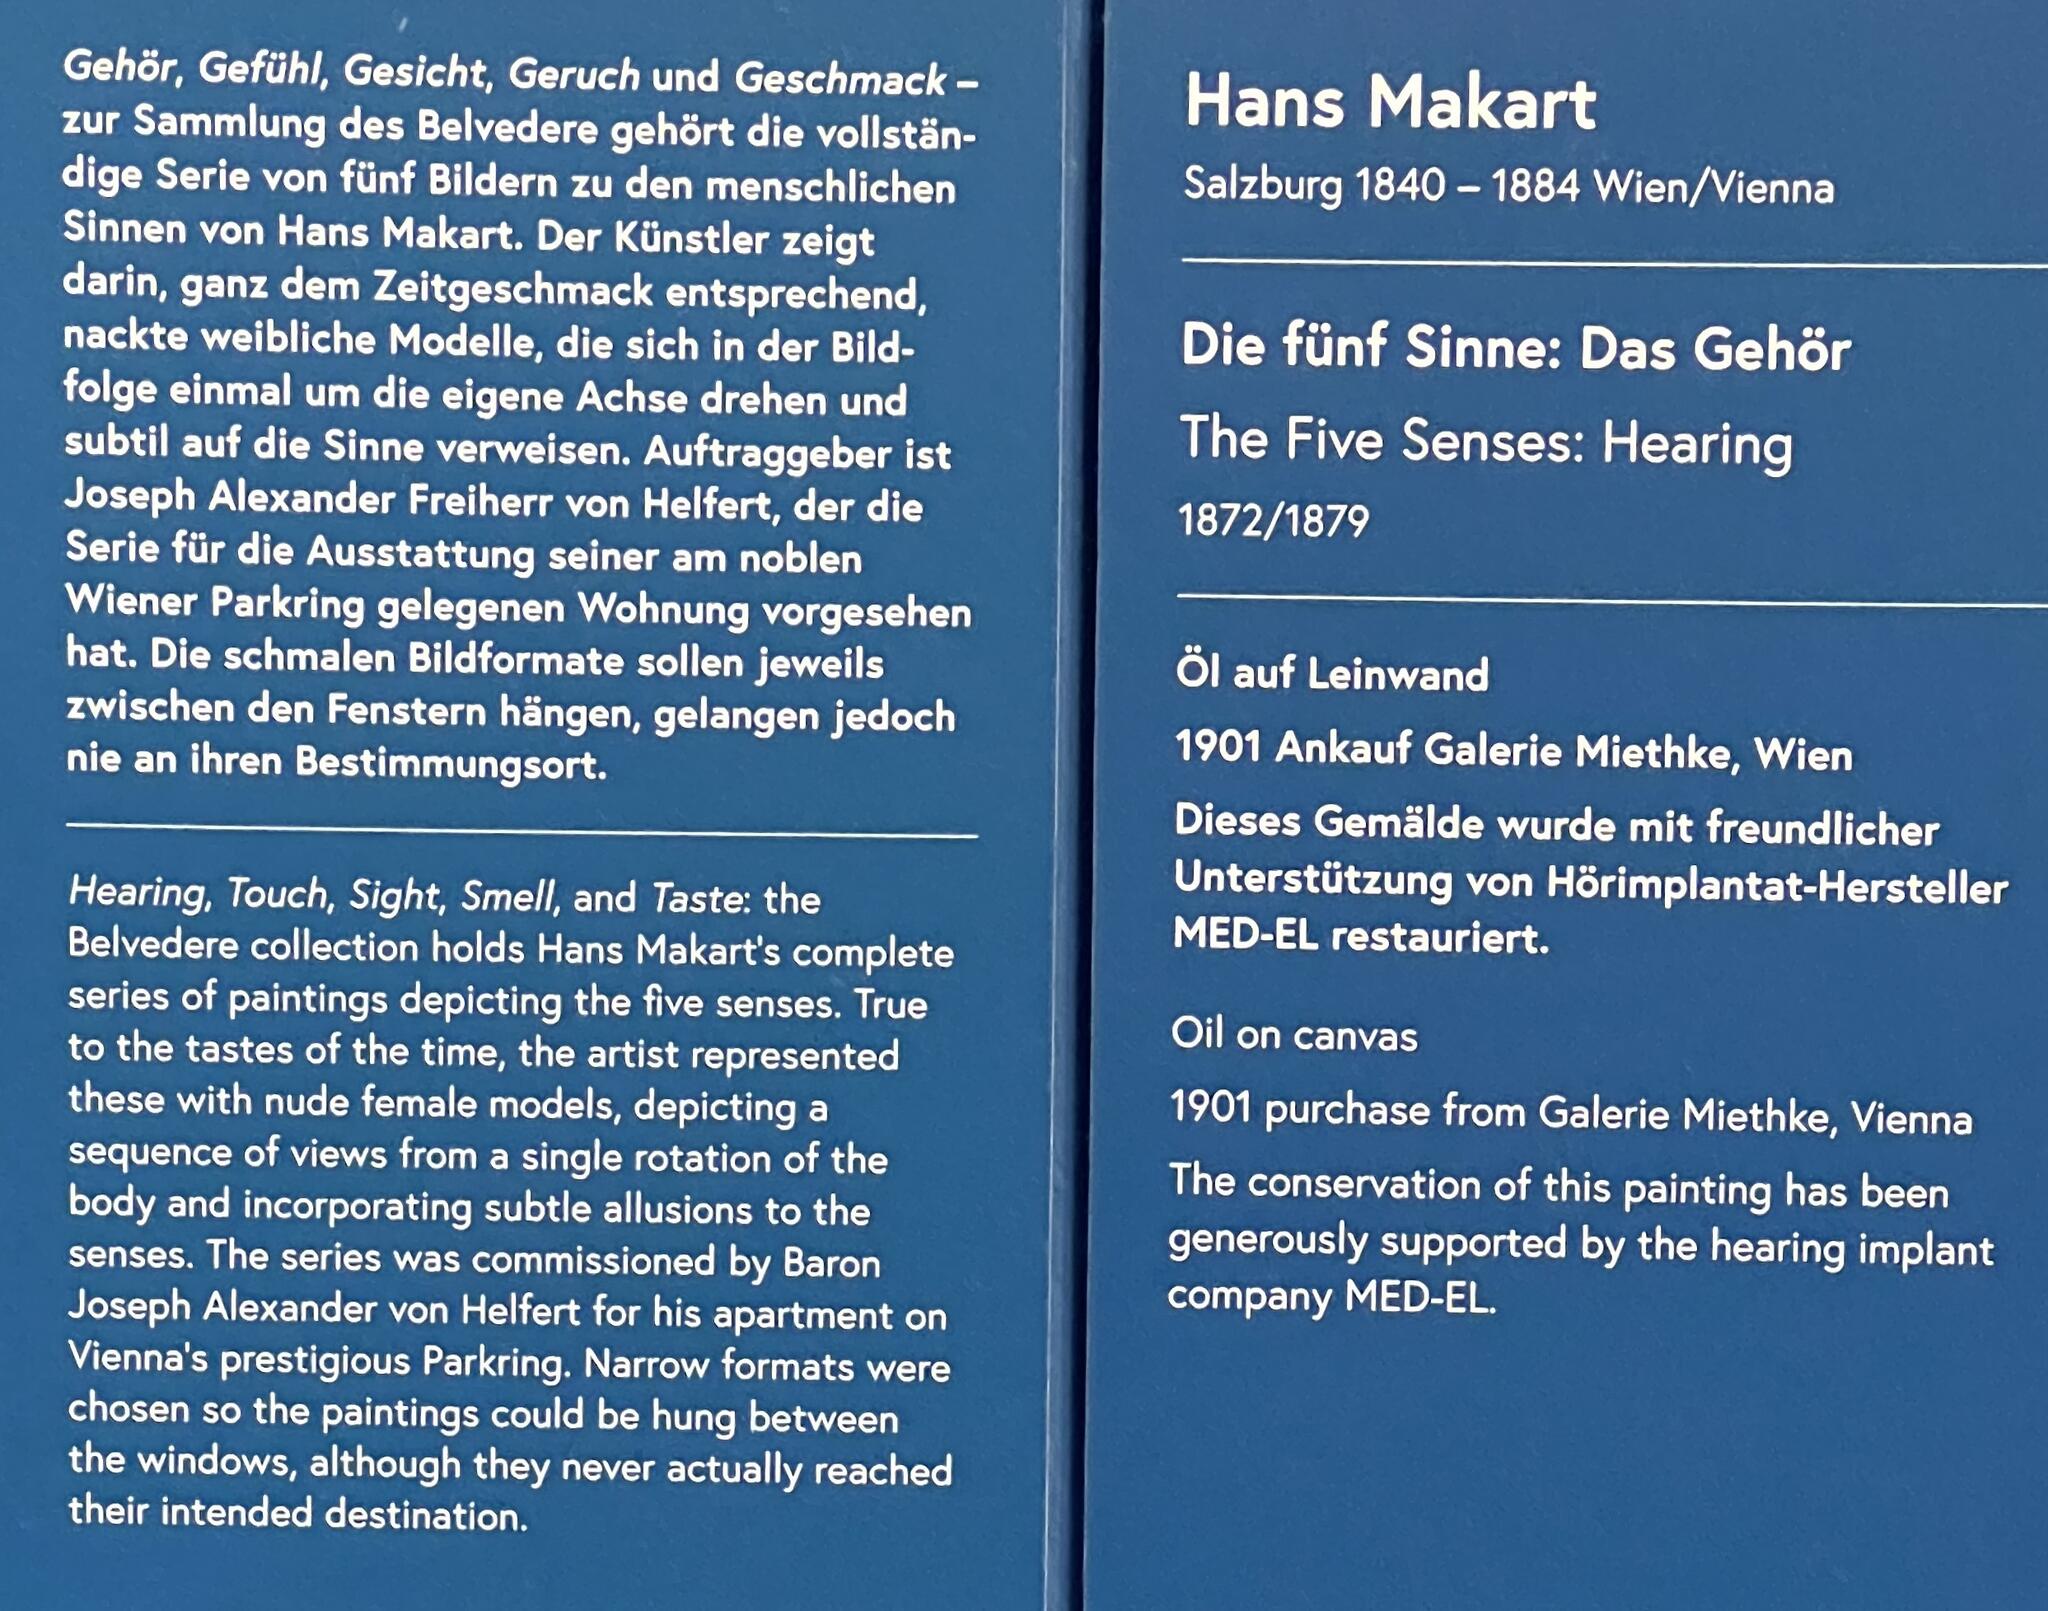 Gehör, Gefühl, Gesicht, Geruch und Geschmack –
zur Sammlung des Belvedere gehört die vollstän-
dige Serie von fünf Bildern zu den menschlichen
Sinnen von Hans Makart. Der Künstler zeigt
darin, ganz dem Zeitgeschmack entsprechend,
nackte weibliche Modelle, die sich in der Bild-
folge einmal um die eigene Achse drehen und
subtil auf die Sinne verweisen. Auftraggeber ist
Joseph Alexander Freiherr von Helfert, der die
Serie für die Ausstattung seiner am noblen
Wiener Parkring gelegenen Wohnung vorgesehen
hat. Die schmalen Bildformate sollen jeweils
zwischen den Fenstern hängen, gelangen jedoch
nie an ihren Bestimmungsort.
Hearing, Touch, Sight, Smell, and Taste: the
Belvedere collection holds Hans Makart's complete
series of paintings depicting the five senses. True
to the tastes of the time, the artist represented
these with nude female models, depicting a
sequence of views from a single rotation of the
body and incorporating subtle allusions to the
senses. The series was commissioned by Baron
Joseph Alexander von Helfert for his apartment on
Vienna's prestigious Parkring. Narrow formats were
chosen so the paintings could be hung between
the windows, although they never actually reached
their intended destination.
Hans Makart
Salzburg 1840 – 1884 Wien/Vienna
Die fünf Sinne: Das Gehör
The Five Senses: Hearing
1872/1879
Öl auf Leinwand
1901 Ankauf Galerie Miethke, Wien
Dieses Gemälde wurde mit freundlicher
Unterstützung von Hörimplantat-Hersteller
MED-EL restauriert.
Oil on canvas
1901 purchase from Galerie Miethke, Vienna
The conservation of this painting has been
generously supported by the hearing implant
company MED-EL.